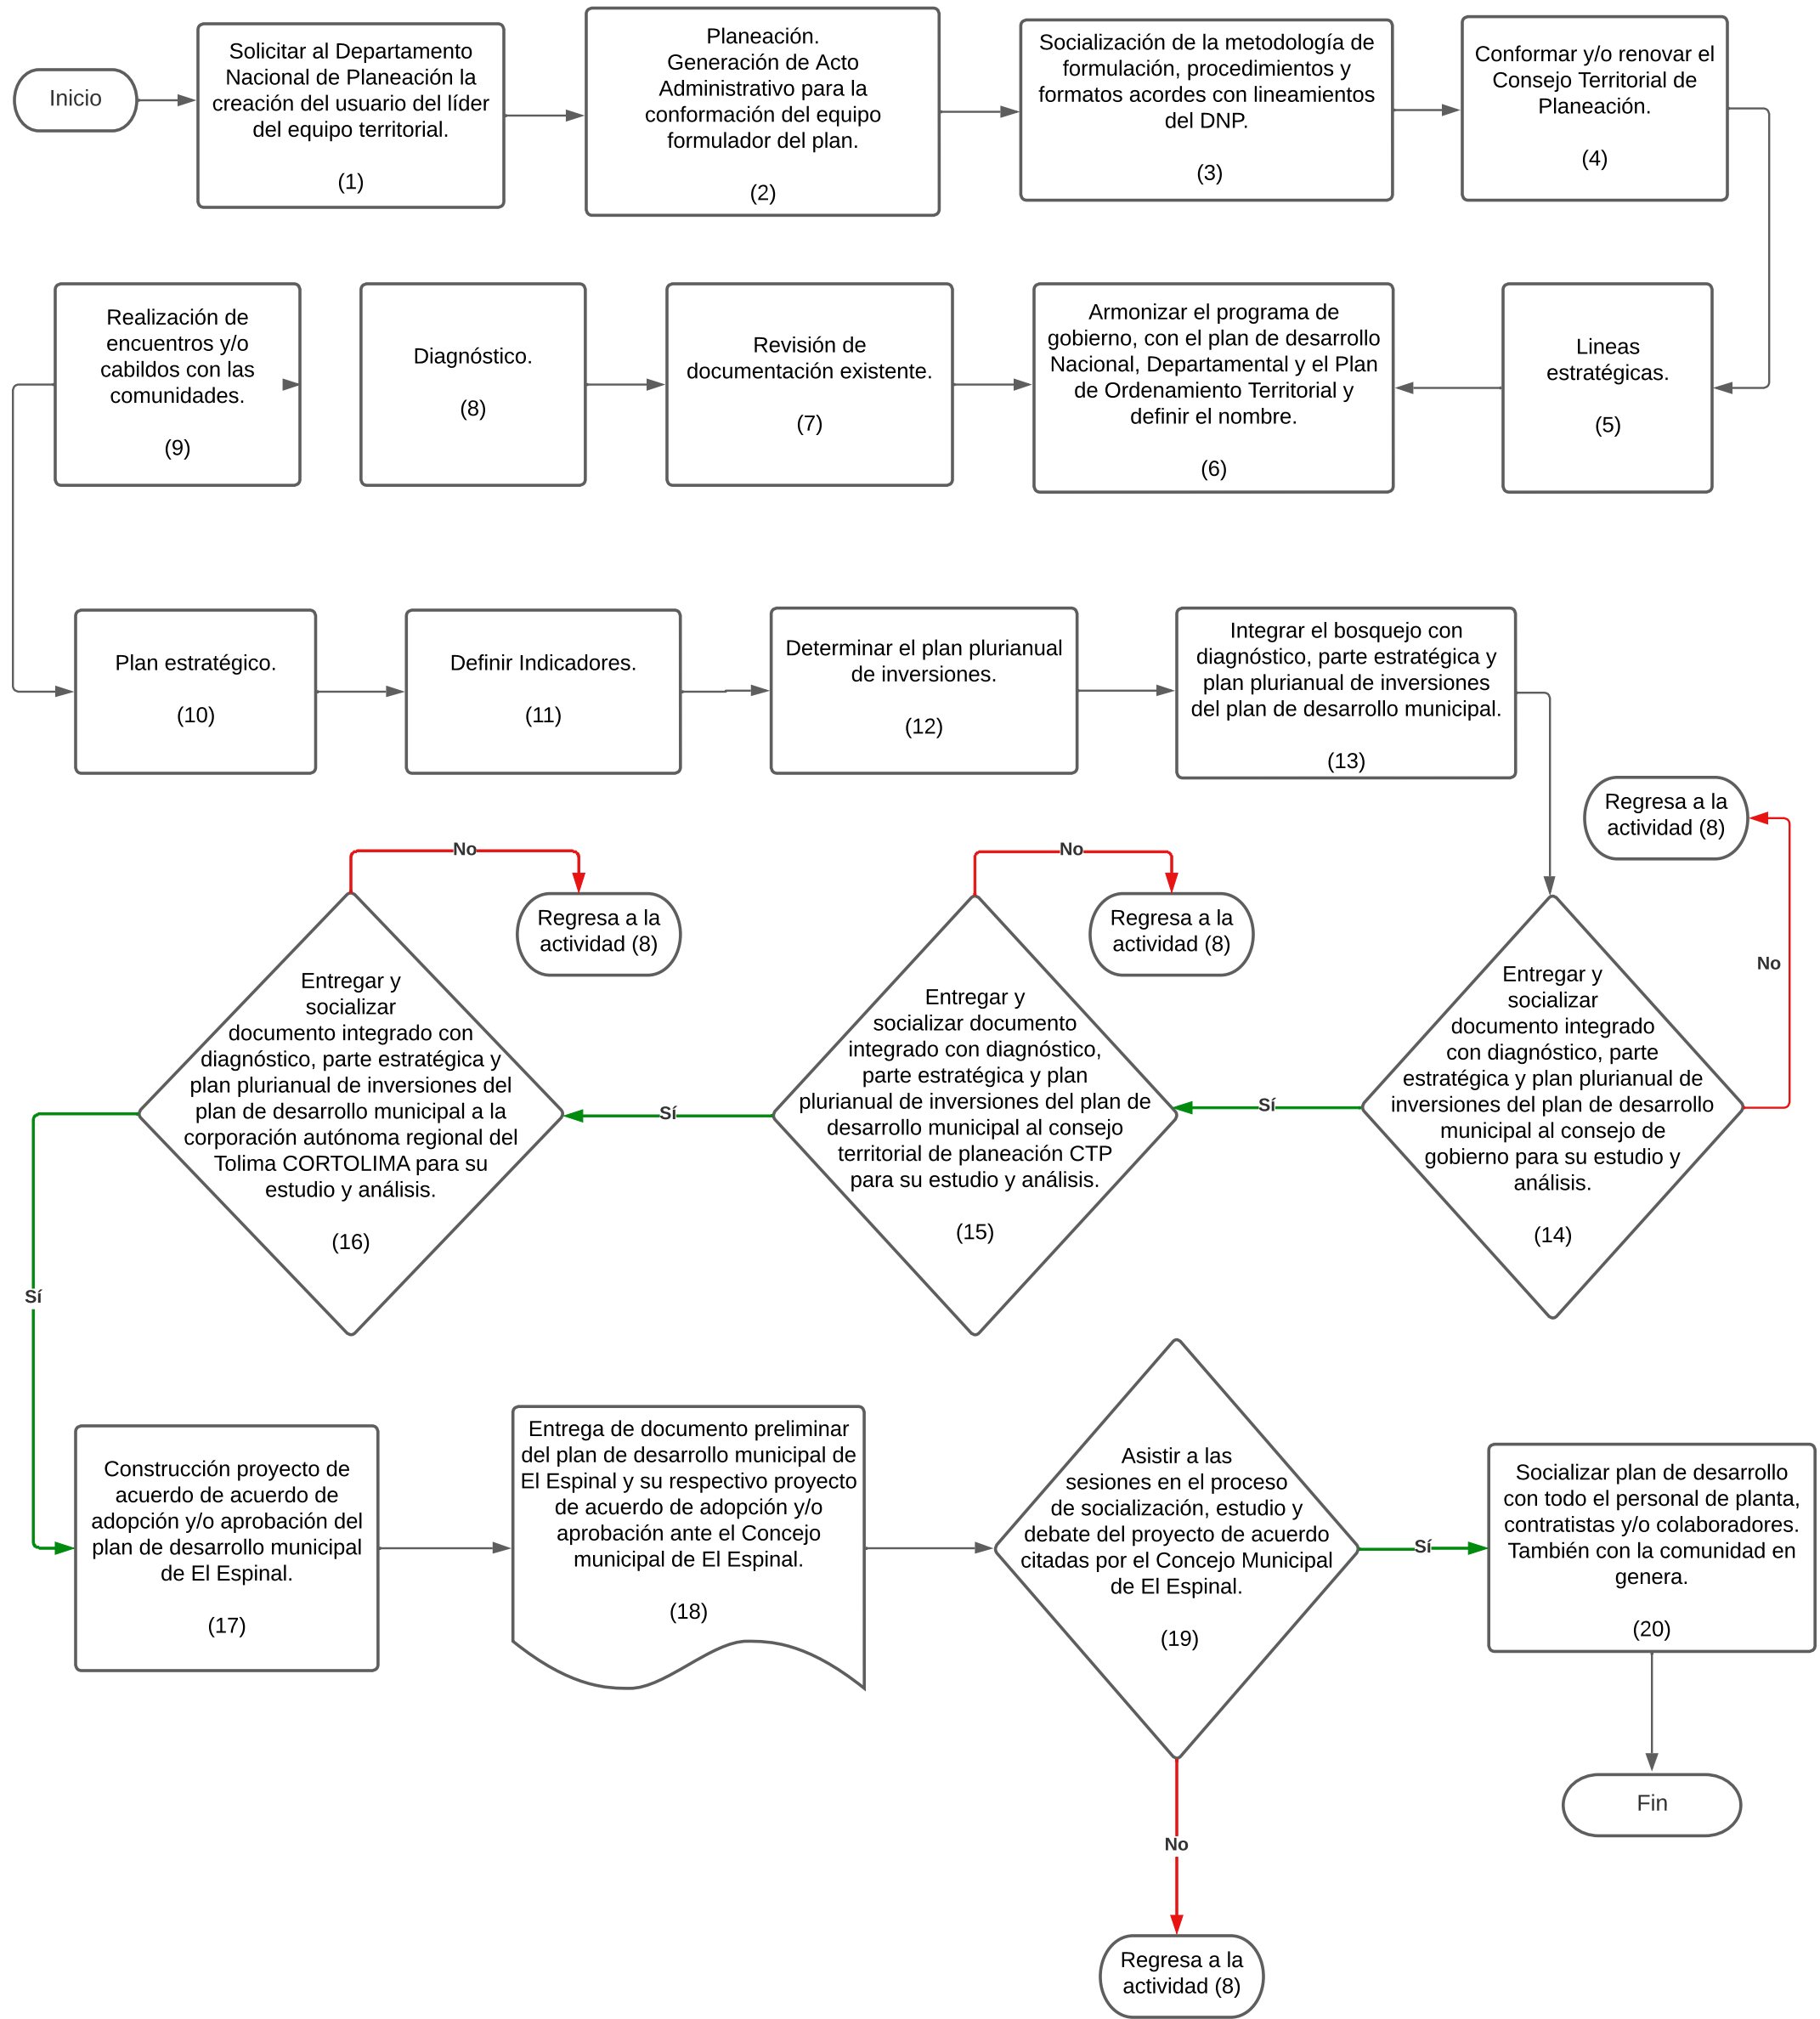 Inicio
Solicitar al Departamento
Nacional de Planeación la
creación del usuario del líder
del equipo territorial.
(1)
Planeación.
Generación de Acto
Administrativo para la
conformación del equipo
formulador del plan.
(2)
Socialización de la metodología de
formulación, procedimientos y
formatos acordes con lineamientos
del DNP.
(3)
Conformar y/o renovar el
Consejo Territorial de
Planeación.
(4)
Lineas
estratégicas.
(5)
Armonizar el programa de
gobierno, con el plan de desarrollo
Nacional, Departamental y el Plan
de Ordenamiento Territorial y
definir el nombre.
(6)
Revisión de
documentación existente.
(7)
Diagnóstico.
(8)
Realización de
encuentros y/o
cabildos con las
comunidades.
(9)
Plan estratégico.
(10)
Definir Indicadores.
(11)
Determinar el plan plurianual
de inversiones.
(12)
Integrar el bosquejo con
diagnóstico, parte estratégica y
plan plurianual de inversiones
del plan de desarrollo municipal.
(13)
Regresa a la
actividad (8)
No
Entregar y
socializar
documento integrado
con diagnóstico, parte
estratégica y plan plurianual de
inversiones del plan de desarrollo
municipal al consejo de
gobierno para su estudio y
análisis.
(14)
Sí
No
Regresa a la
actividad (8)
Entregar y
socializar documento
integrado con diagnóstico,
parte estratégica y plan
plurianual de inversiones del plan de
desarrollo municipal al consejo
territorial de planeación CTP
para su estudio y análisis.
(15)
Sí
No
Regresa a la
actividad (8)
Entregar y
socializar
documento integrado con
diagnóstico, parte estratégica y
plan plurianual de inversiones del
plan de desarrollo municipal a la
corporación autónoma regional del
Tolima CORTOLIMA para su
estudio y análisis.
(16)
Sí
Construcción proyecto de
acuerdo de acuerdo de
adopción y/o aprobación del
plan de desarrollo municipal
de El Espinal.
(17)
Entrega de documento preliminar
del plan de desarrollo municipal de
El Espinal y su respectivo proyecto
de acuerdo de adopción y/o
aprobación ante el Concejo
municipal de El Espinal.
(18)
Asistir a las
sesiones en el proceso
de socialización, estudio y
debate del proyecto de acuerdo
citadas por el Concejo Municipal
de El Espinal.
(19)
Sí
Socializar plan de desarrollo
con todo el personal de planta,
contratistas y/o colaboradores.
También con la comunidad en
genera.
(20)
Fin
No
Regresa a la
actividad (8)